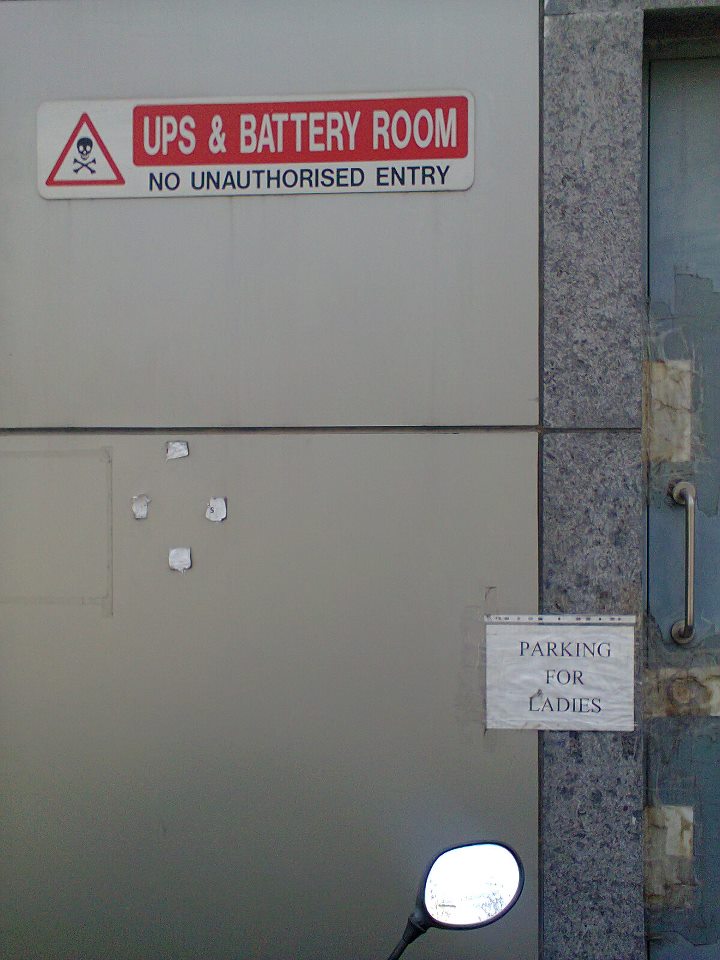 UPS & BATTERY ROOM
NO UNAUTHORISED ENTRY
S
PARKING
FOR
LADIES